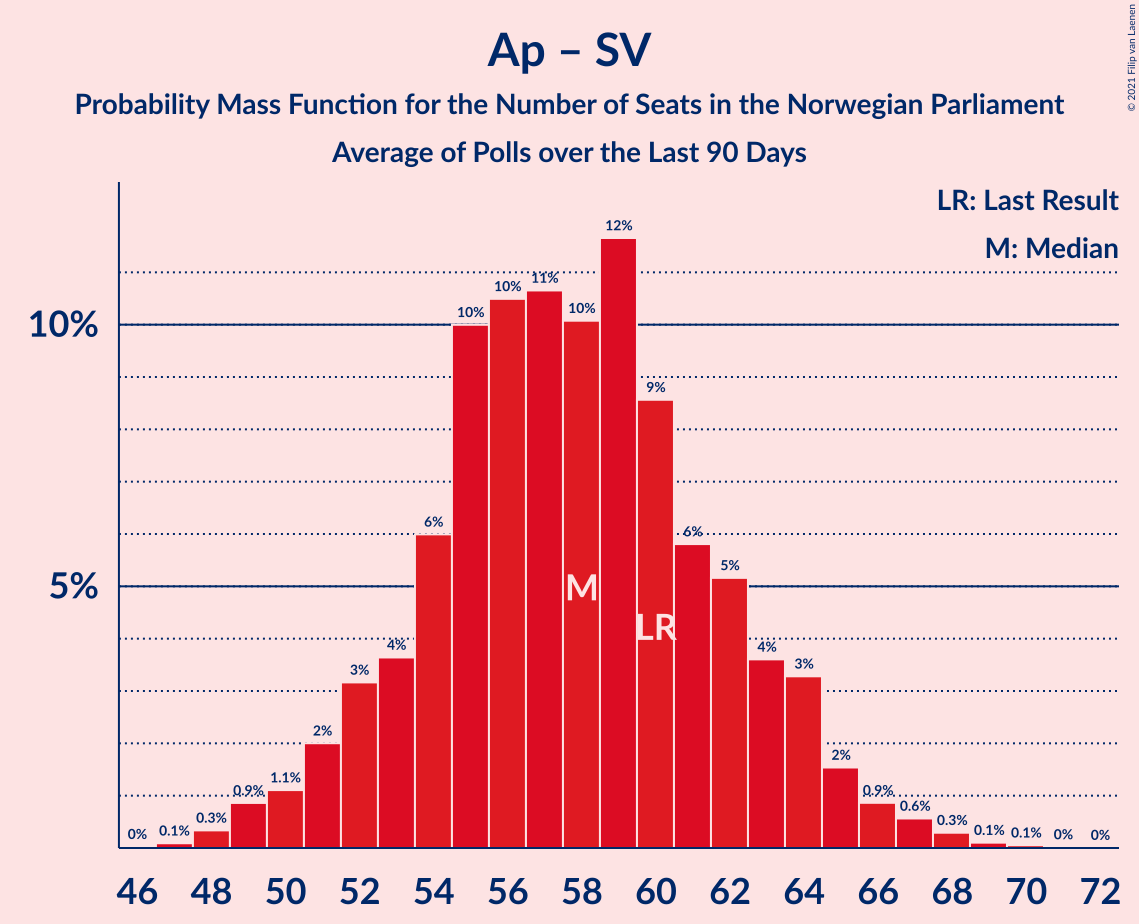 Ap – SV
Probability Mass Function for the Number of Seats in the Norwegian Parliament
Average of Polls over the Last 90 Days
© 2021 Filip van Laenen
LR: Last Result
M: Median
10%
5%
0% 0.1% 0.3% 0.9% 1.1% 2% 3% 4% 6% 10% 10% 11% 10% 12% 9% 6% 5% 4% 3% 2% 0.9% 0.6% 0.3% 0.1% 0.1% 0% 0%
M
LR
46 48 50 52 54 56 58 60 62 64 66 68 70 72